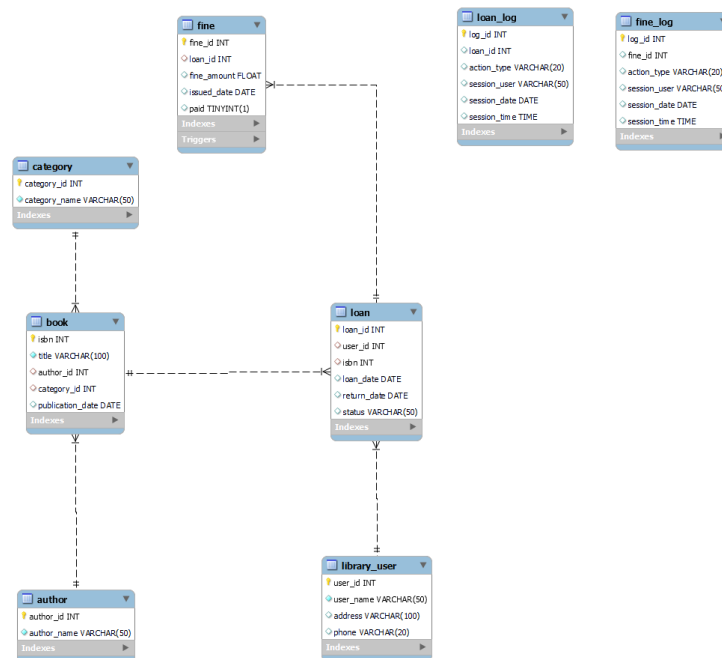 fine
fine_id INT
loan_id INT
fine_amount FLOAT
issued_date DATE
paid TINYINT(1)
Indexes
Triggers
loan_log
log_id INT
loan_id INT
action_type VARCHAR(20)
session_user VARCHAR(50)
session_date DATE
session_time TIME
Indexes
fine_log
log_id INT
fine_id INT
action_type VARCHAR(20)
session_user VARCHAR(50)
session_date DATE
session_time TIME
Indexes
category
category_id INT
category_name VARCHAR(50)
Indexes
book
isbn INT
title VARCHAR(100)
author_id INT
category_id INT
publication_date DATE
Indexes
loan
loan_id INT
user_id INT
isbn INT
loan_date DATE
return_date DATE
status VARCHAR(50)
Indexes
author
author_id INT
author_name VARCHAR(50)
Indexes
library_user
user_id INT
user_name VARCHAR(50)
address VARCHAR(100)
phone VARCHAR(20)
Indexes